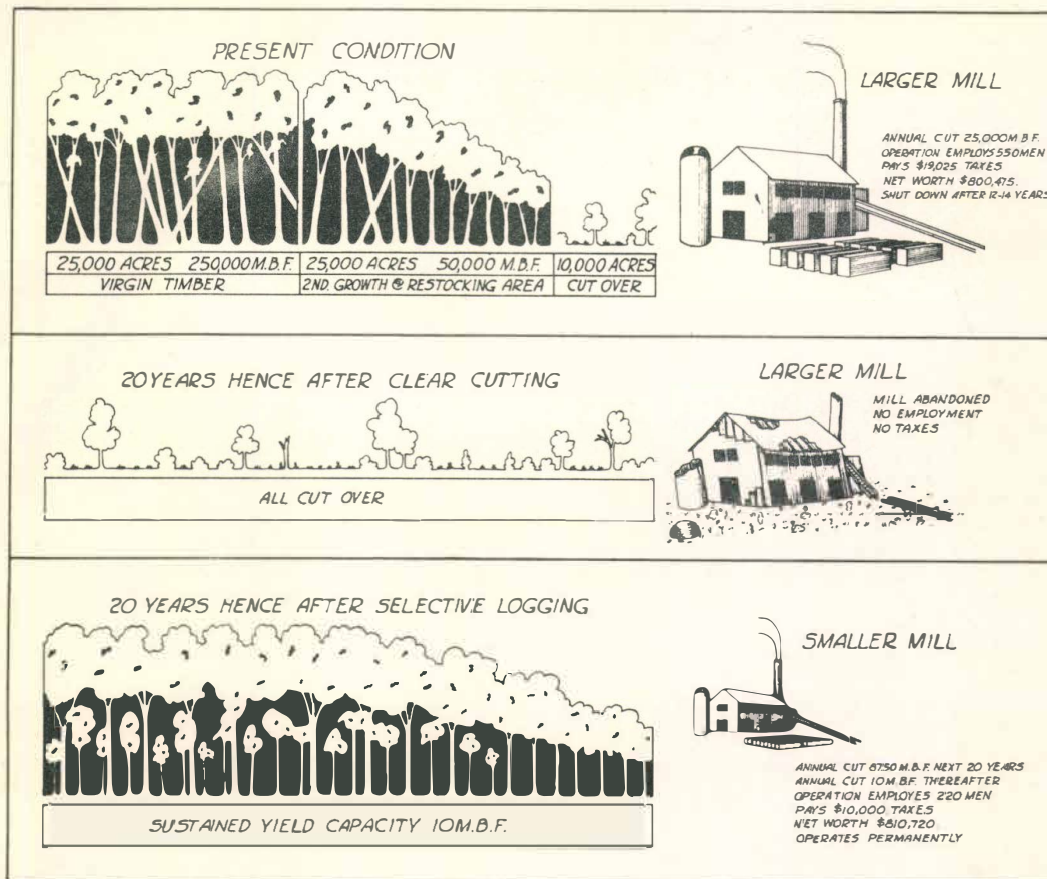 PRESENT CONDITION
25,000 ACRES 250,000 M.B.F. 25,000 ACRES 50,000 M.B.F. 10,000 ACRES
VIRGIN TIMBER 2ND. GROWTH @ RESTOCKING AREA CUT OVER
LARGER MILL
ANNUAL CUT 25,000 M.B.F.
OPERATION EMPLOYS 550 MEN
PAYS $19,025 TAXES
NET WORTH $800,475.
SHUT DOWN AFTER 12-14 YEARS
20 YEARS HENCE AFTER CLEAR CUTTING
ALL CUT OVER
LARGER MILL
MILL ABANDONED
NO EMPLOYMENT
NO TAXES
20 YEARS HENCE AFTER SELECTIVE LOGGING
SUSTAINED YIELD CAPACITY 10 M.B.F.
SMALLER MILL
ANNUAL CUT 8750 M.B.F. NEXT 20 YEARS
ANNUAL CUT 10 M.B.F. THEREAFTER
OPERATION EMPLOYES 220 MEN
PAYS $10,000 TAXES
NET WORTH $810,720
OPERATES PERMANENTLY